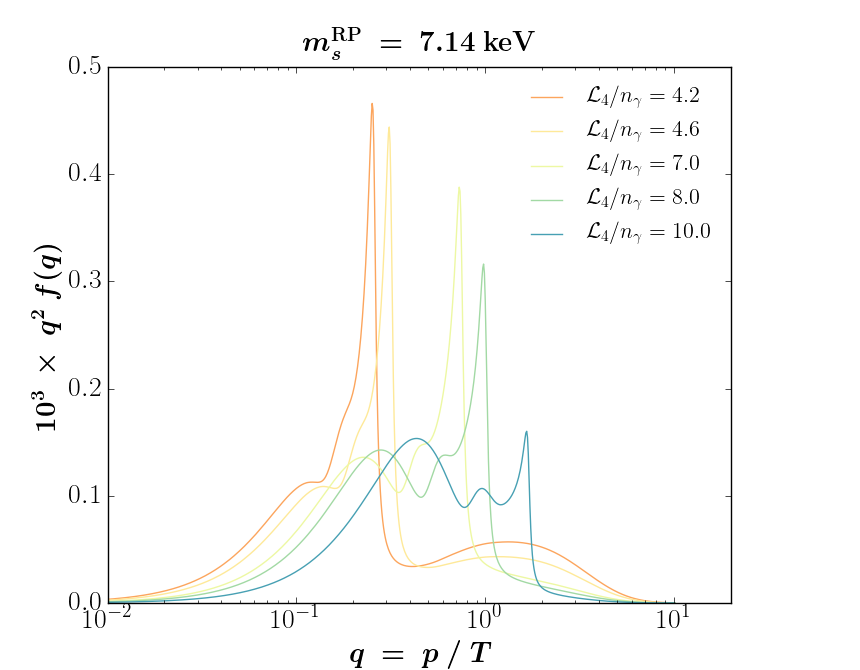 m_s^RP = 7.14 keV
0.5
0.4
0.3
0.2
0.1
0.0
10^3 × q^2 f(q)
ℒ_4/n_γ = 4.2
ℒ_4/n_γ = 4.6
ℒ_4/n_γ = 7.0
ℒ_4/n_γ = 8.0
ℒ_4/n_γ = 10.0
10^−2 10^−1 10^0 10^1
q = p / T